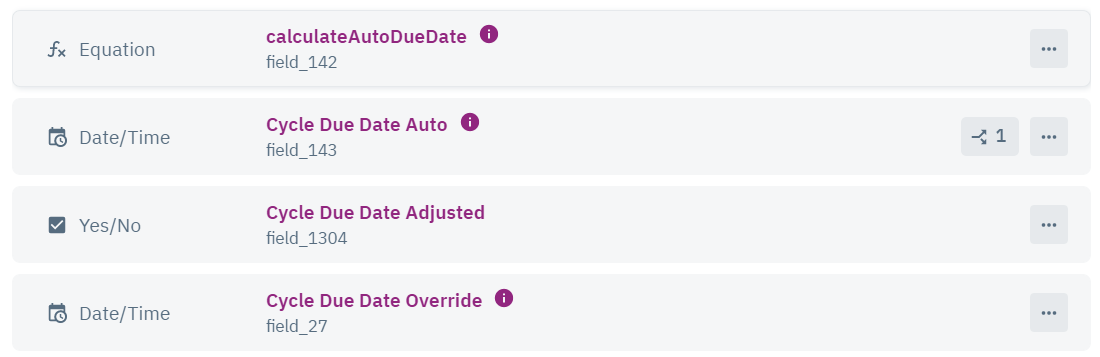 Equation
calculateAutoDueDate
field_142
Date/Time
Cycle Due Date Auto
field_143
1
Yes/No
Cycle Due Date Adjusted
field_1304
Date/Time
Cycle Due Date Override
field_27